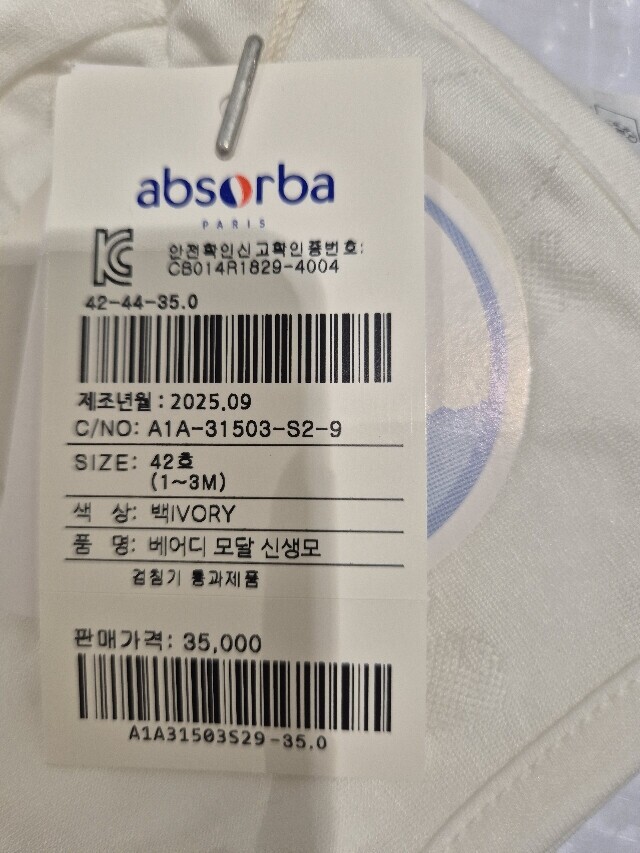 absorba
PARIS
안전확인신고확인증번호:
CB014R1829-4004
42-44-35.0
제조년월 : 2025.09
C/NO: A1A-31503-S2-9
SIZE: 42호
(1~3M)
색 상: 백IVORY
품 명: 베어디 모달 신생모
검침기 통과제품
판매가격: 35,000
A1A31503S29-35.0